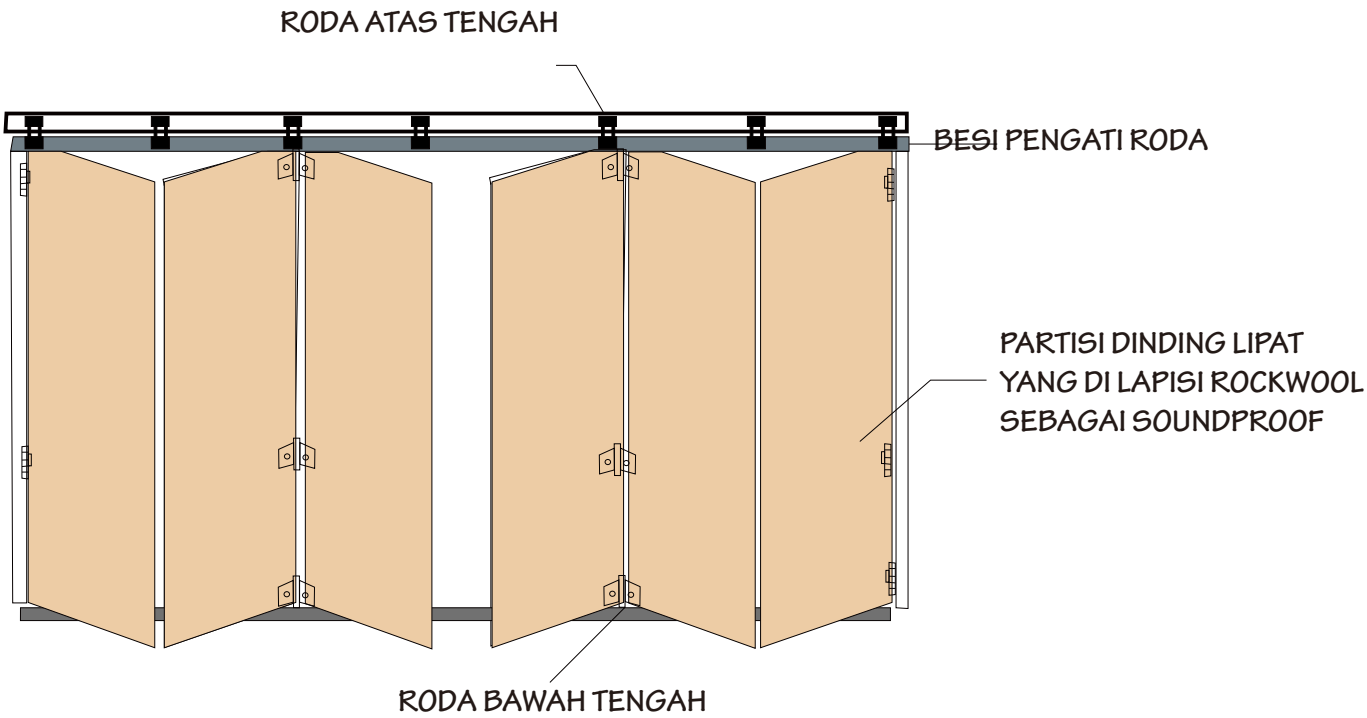 RODA ATAS TENGAH
BESI PENGATI RODA
PARTISI DINDING LIPAT
YANG DI LAPISI ROCKWOOL
SEBAGAI SOUNDPROOF
RODA BAWAH TENGAH